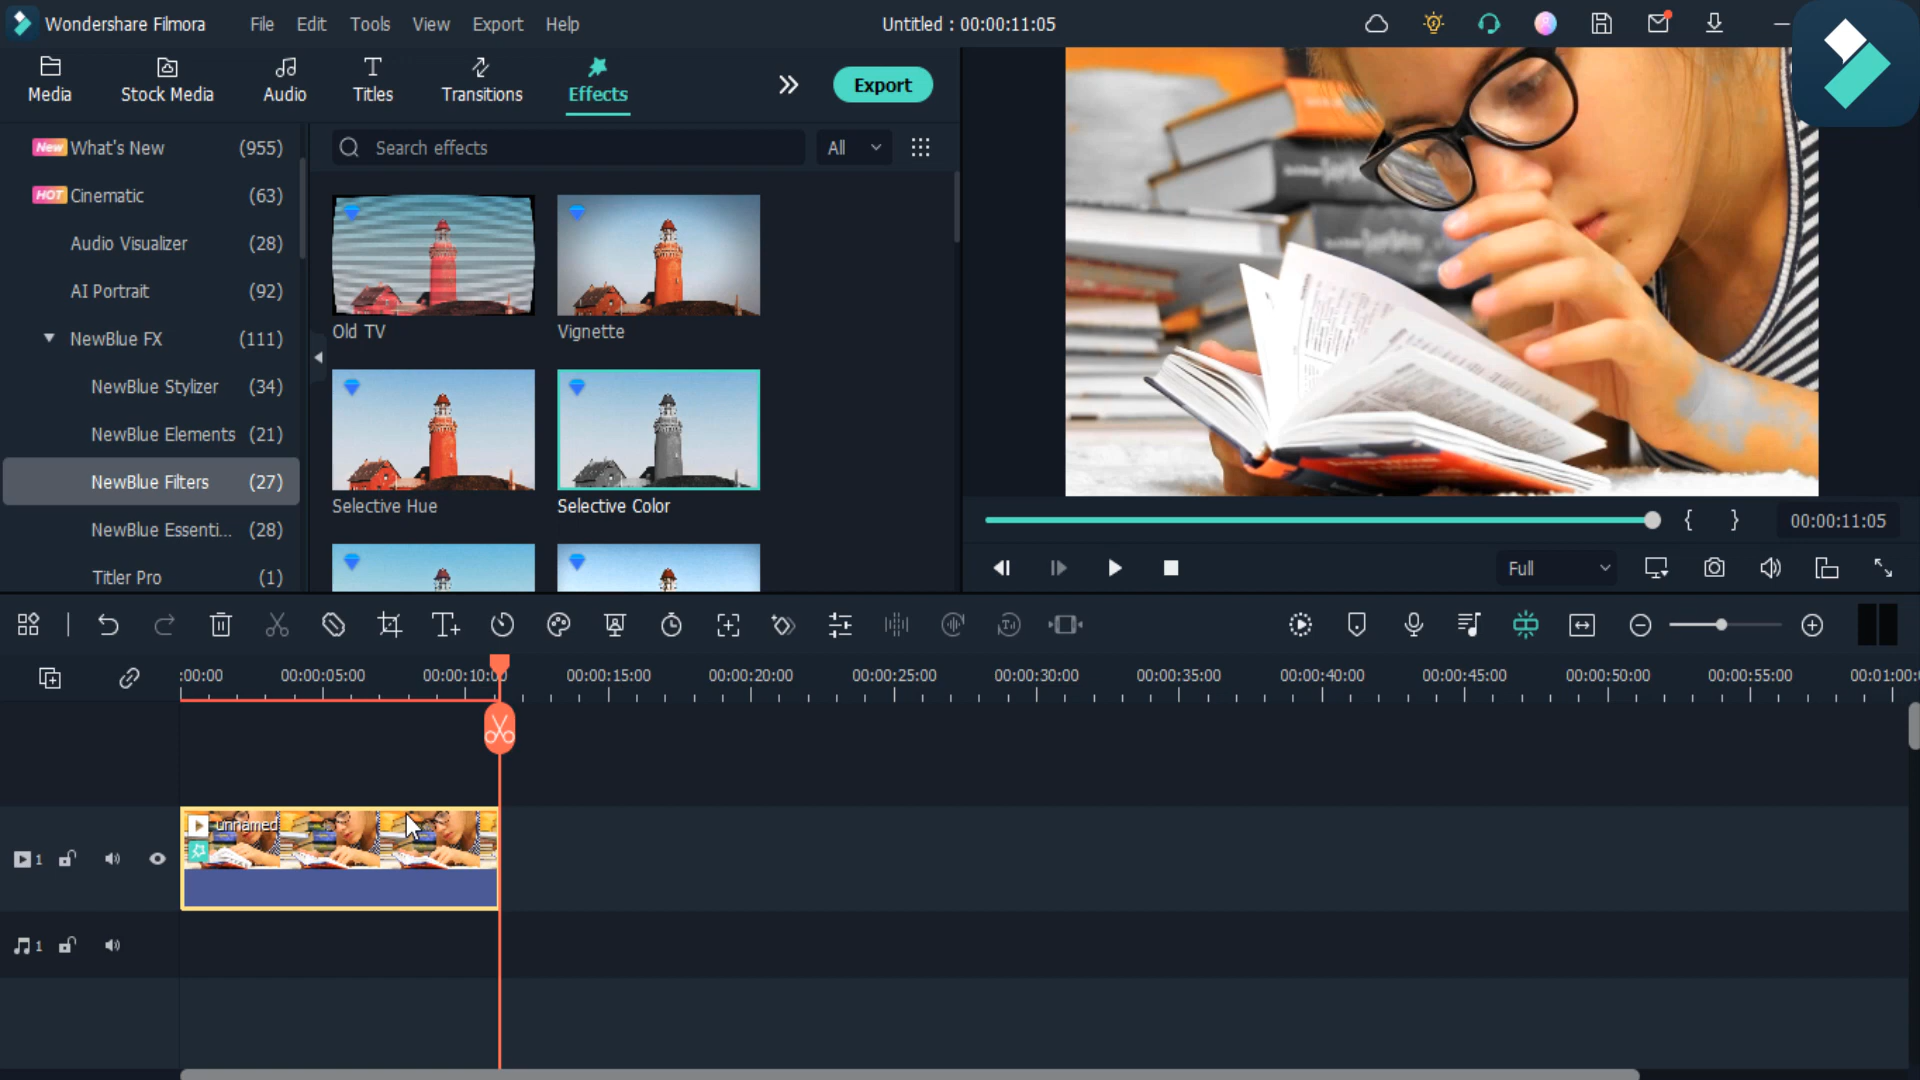 Wondershare Filmora File Edit Tools View Export Help Untitled : 00:00:11:05
Media Stock Media Audio Titles Transitions Effects Export
New What's New (955)
HOT Cinematic (63)
Audio Visualizer (28)
AI Portrait (92)
NewBlue FX (111)
NewBlue Stylizer (34)
NewBlue Elements (21)
NewBlue Filters (27)
NewBlue Essenti... (28)
Titler Pro (1)
Search effects All
Old TV Vignette
Selective Hue Selective Color
{ } 00:00:11:05
Full
:00:00 00:00:05:00 00:00:10:00 00:00:15:00 00:00:20:00 00:00:25:00 00:00:30:00 00:00:35:00 00:00:40:00 00:00:45:00 00:00:50:00 00:00:55:00 00:01:00:
unnamed
1
1